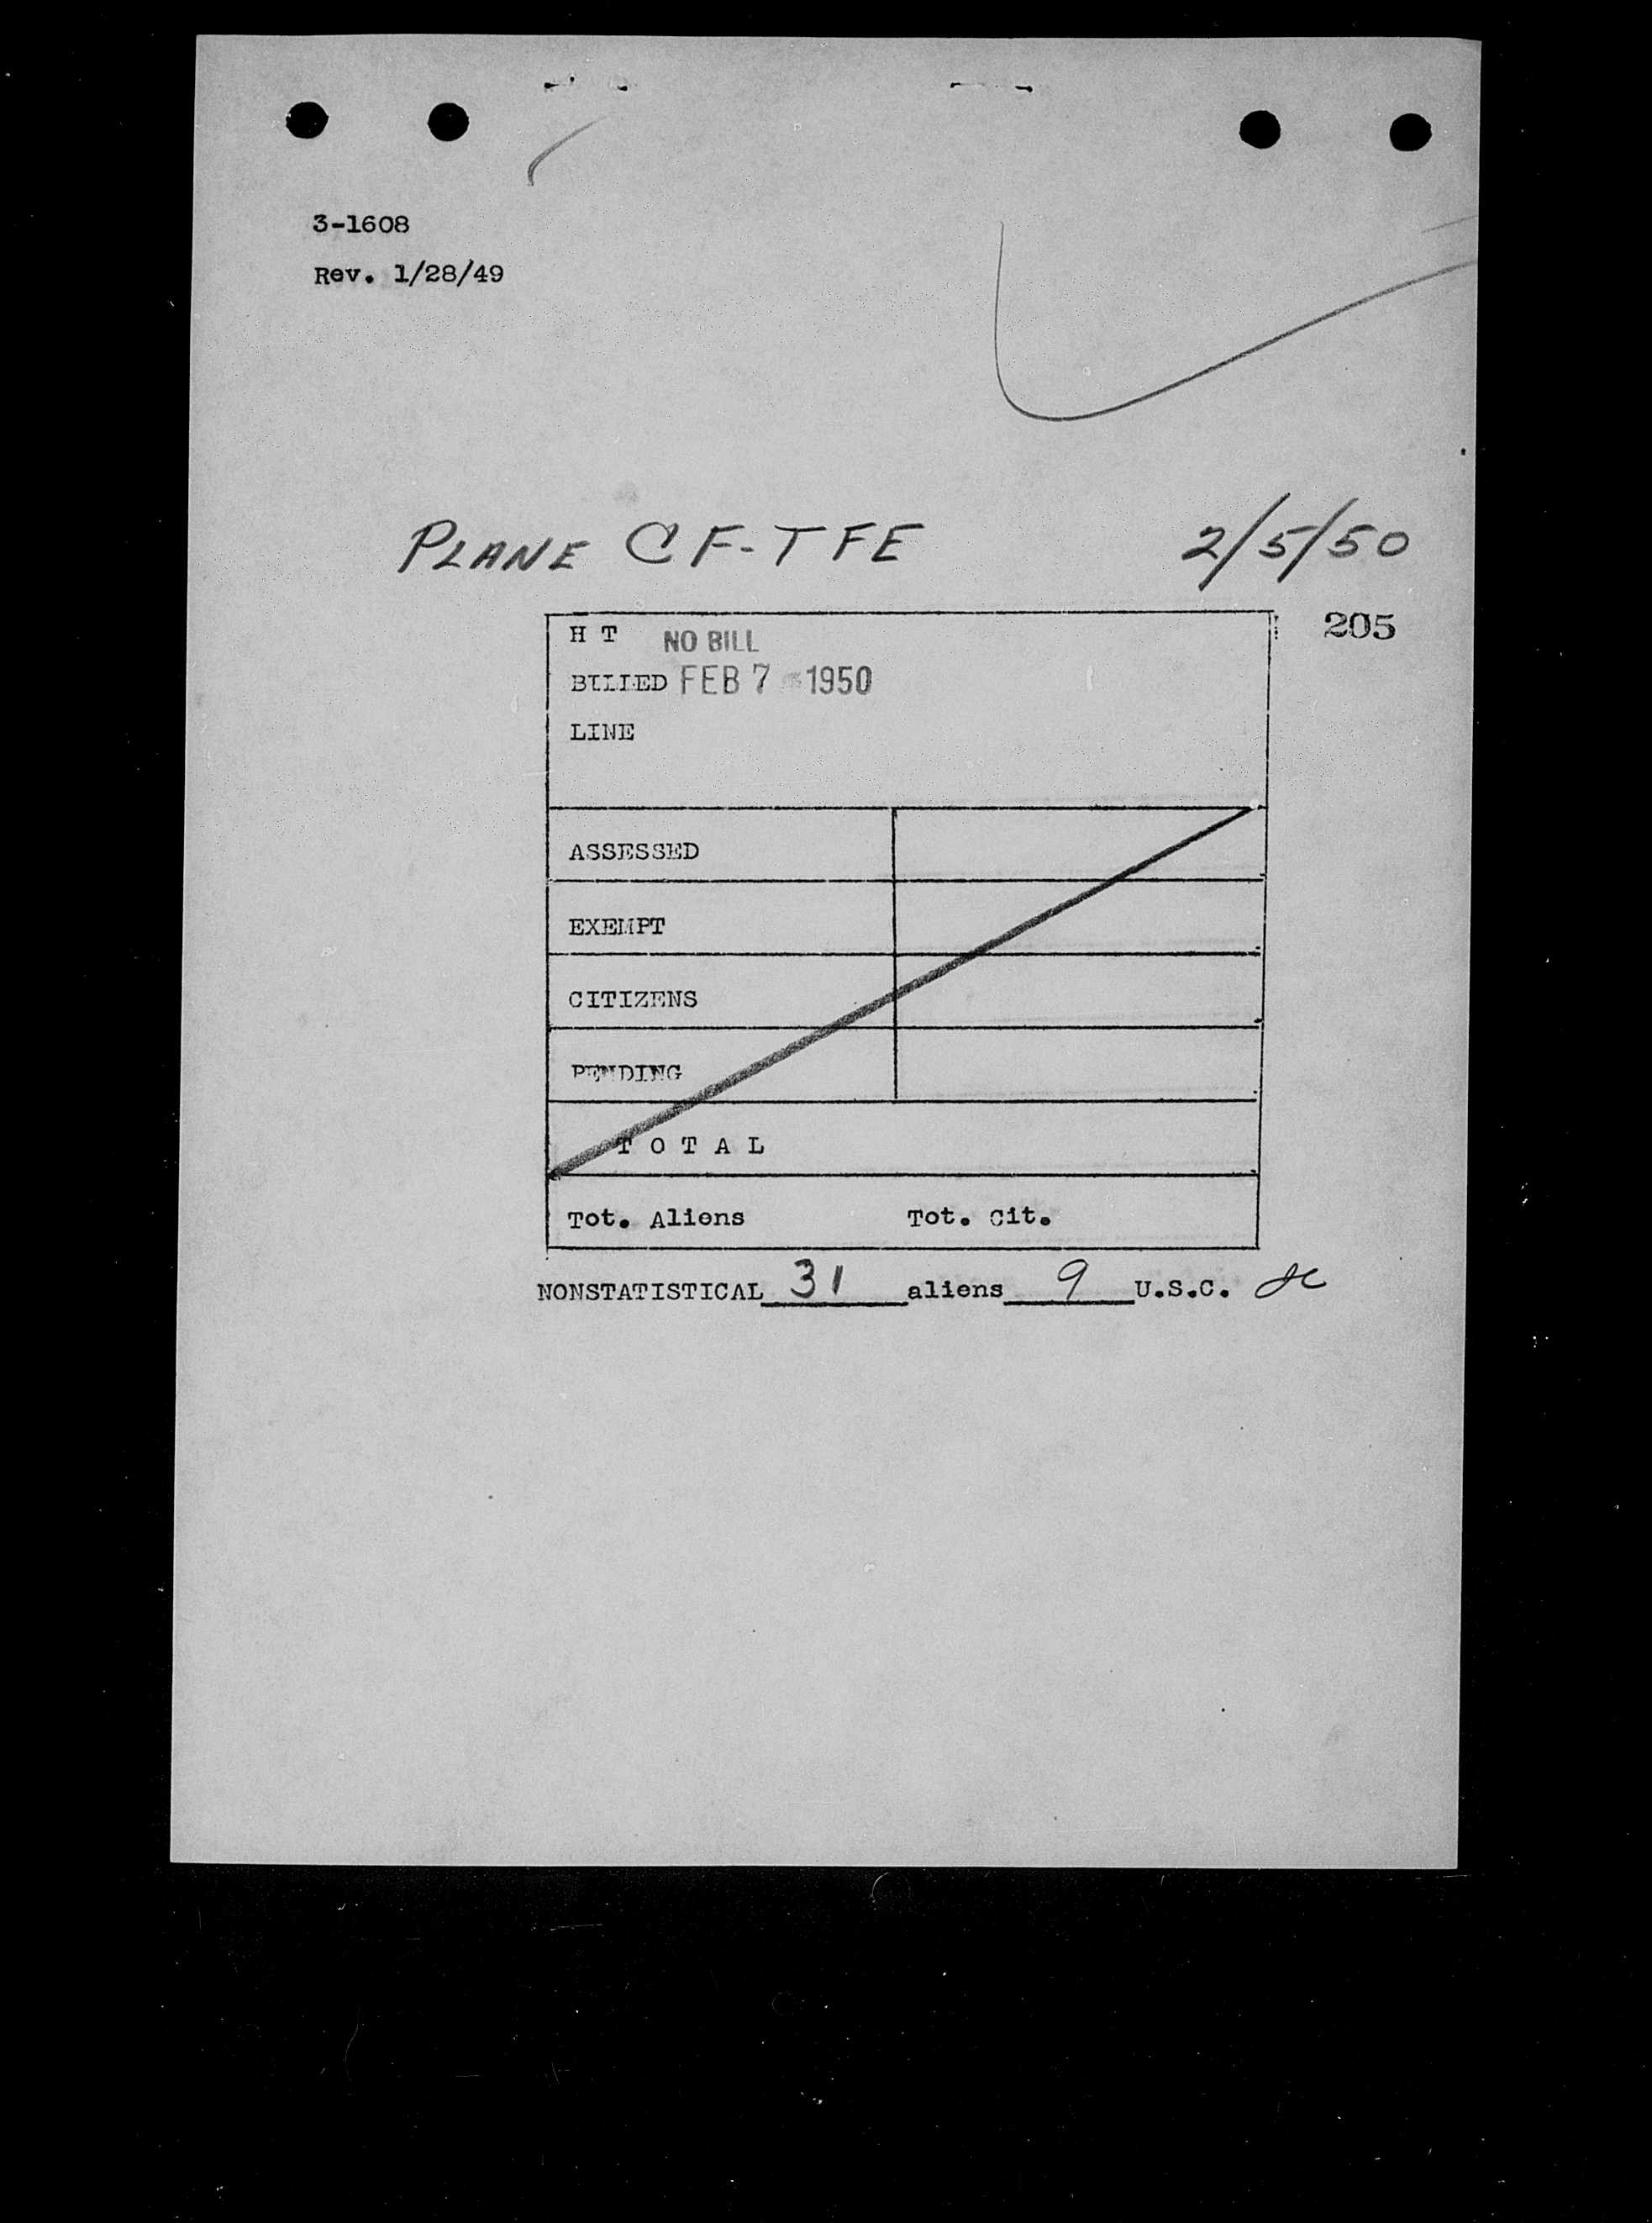 3-1608
Rev. 1/28/49
PLANE CF-TFE 2/5/50
205
H T NO BILL
BILLED FEB 7 1950
LINE
ASSESSED
EXEMPT
CITIZENS
PENDING
T O T A L
Tot. Aliens Tot. Cit.
NONSTATISTICAL 31 aliens 9 U.S.C.